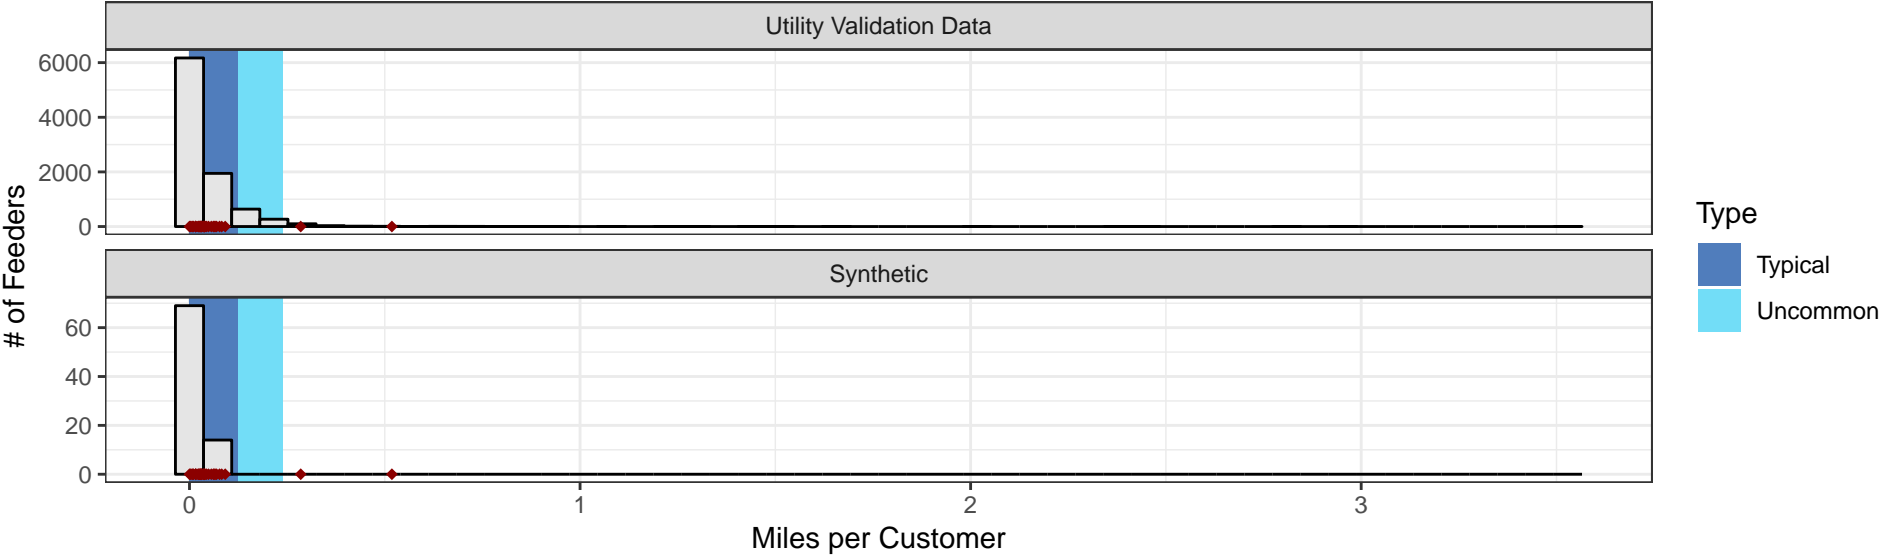 Utility Validation Data
6000
4000
2000
0
Synthetic
60
40
20
0
0 1 2 3
Miles per Customer
# of Feeders
Type
Typical
Uncommon